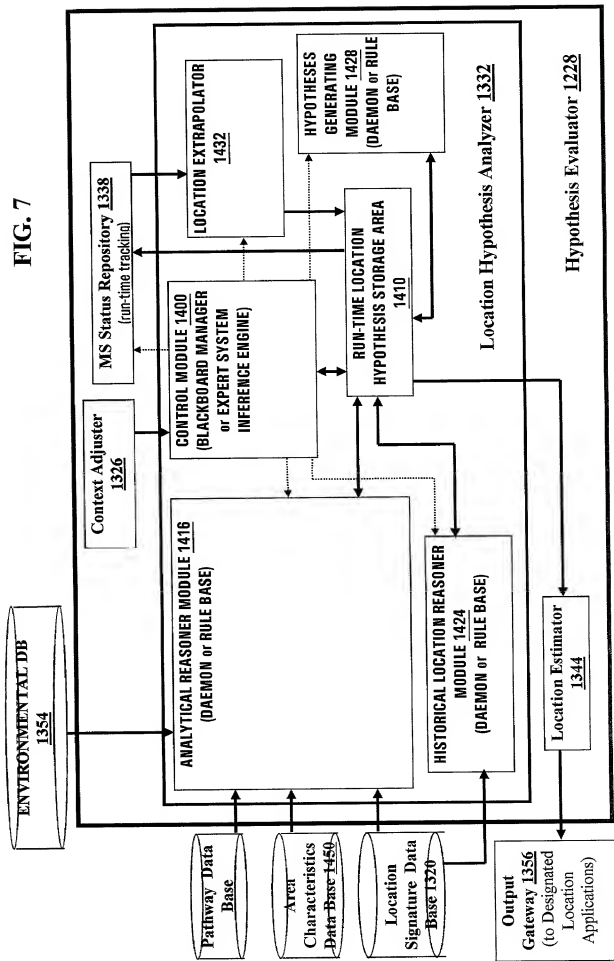 FIG. 7
ENVIRONMENTAL DB
1354
Context Adjuster
1326
MS Status Repository 1338
(run-time tracking)
Pathway Data
Base
Area
Characteristics
Data Base 1450
Location
Signature Data
Base 1320
ANALYTICAL REASONER MODULE 1416
(DAEMON or RULE BASE)
CONTROL MODULE 1400
(BLACKBOARD MANAGER
or EXPERT SYSTEM
INFERENCE ENGINE)
LOCATION EXTRAPOLATOR
1432
HISTORICAL LOCATION REASONER
MODULE 1424
(DAEMON or RULE BASE)
RUN-TIME LOCATION
HYPOTHESIS STORAGE AREA
1410
HYPOTHESES
GENERATING
MODULE 1428
(DAEMON or RULE
BASE)
Location Hypothesis Analyzer 1332
Output
Gateway 1356
(to Designated
Location
Applications)
Location Estimator
1344
Hypothesis Evaluator 1228